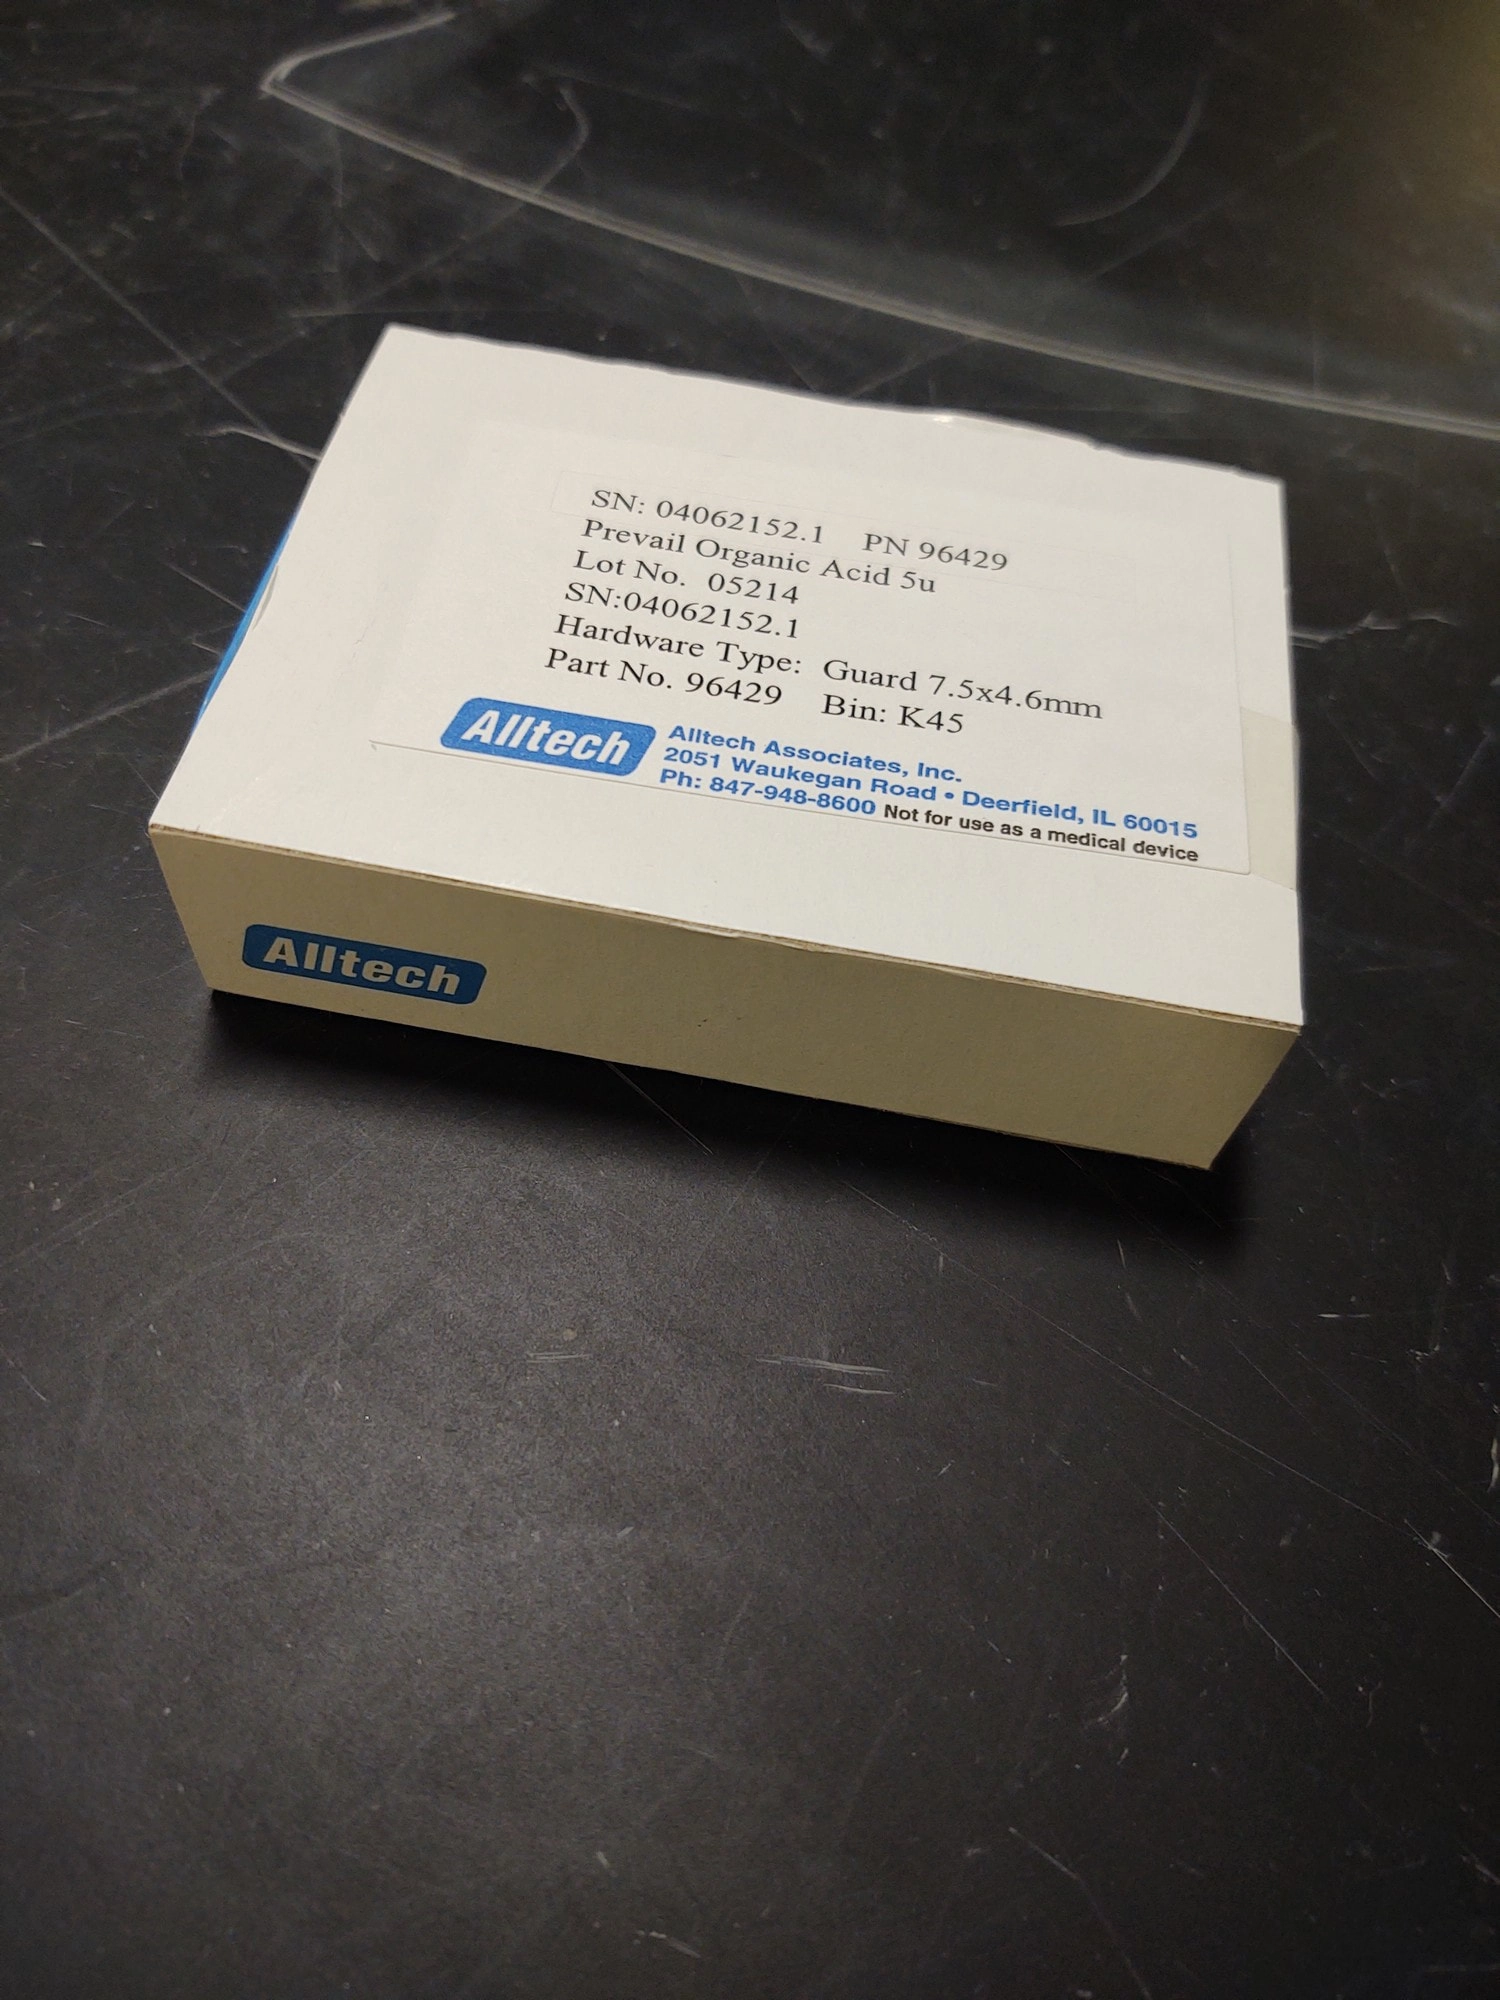 SN: 04062152.1 PN 96429
Prevail Organic Acid 5u
Lot No. 05214
SN:04062152.1
Hardware Type: Guard 7.5x4.6mm
Part No. 96429 Bin: K45
Alltech
Alltech Associates, Inc.
2051 Waukegan Road • Deerfield, IL 60015
Ph: 847-948-8600 Not for use as a medical device
Alltech